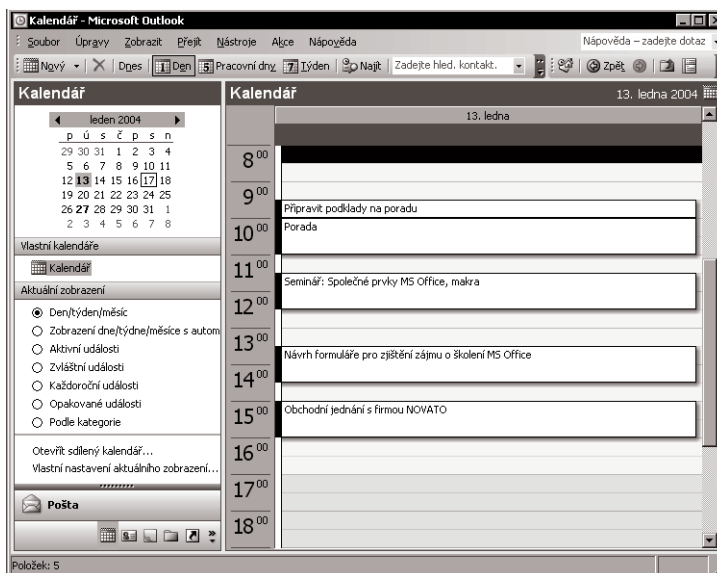 Kalendář - Microsoft Outlook
Soubor Úpravy Zobrazit Přejít Nástroje Akce Nápověda Nápověda – zadejte dotaz
Nový Dnes 1 Den 5 Pracovní dny 7 Týden Najít Zadejte hled. kontakt. Zpět
Kalendář
leden 2004
p ú s č p s n
29 30 31 1 2 3 4
5 6 7 8 9 10 11
12 13 14 15 16 17 18
19 20 21 22 23 24 25
26 27 28 29 30 31 1
2 3 4 5 6 7 8
Vlastní kalendáře
Kalendář
Aktuální zobrazení
Den/týden/měsíc
Zobrazení dne/týdne/měsíce s autom
Aktivní události
Zvláštní události
Každoroční události
Opakované události
Podle kategorie
Otevřít sdílený kalendář...
Vlastní nastavení aktuálního zobrazení...
Pošta
Kalendář 13. ledna 2004
13. ledna
8 00
9 00
Připravit podklady na poradu
10 00 Porada
11 00
Seminář: Společné prvky MS Office, makra
12 00
13 00
Návrh formuláře pro zjištění zájmu o školení MS Office
14 00
15 00 Obchodní jednání s firmou NOVATO
16 00
17 00
18 00
Položek: 5